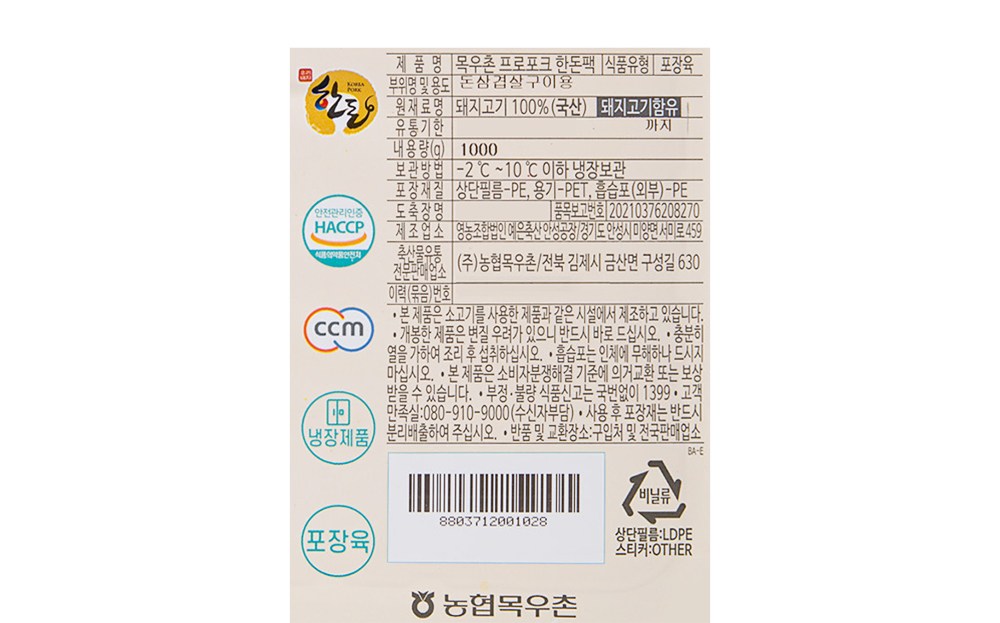 우리돼지
한돈
KOREA PORK
안전관리인증
HACCP
식품의약품안전처
ccm
냉장제품
포장육
제품명 목우촌 프로포크 한돈팩 식품유형 포장육
부위명 및 용도 돈삼겹살구이용
원재료명 돼지고기 100%(국산) 돼지고기함유
유통기한 까지
내용량(g) 1000
보관방법 -2℃ ~10℃ 이하 냉장보관
포장재질 상단필름-PE, 용기-PET, 흡습포(외부)-PE
도축장명 품목보고번호 20210376208270
제조업소 영농조합법인 예은축산 안성공장/경기도 안성시 미양면 서미로 459
축산물유통
전문판매업소 (주)농협목우촌/전북 김제시 금산면 구성길 630
이력(묶음)번호
• 본 제품은 소고기를 사용한 제품과 같은 시설에서 제조하고 있습니다.
• 개봉한 제품은 변질 우려가 있으니 반드시 바로 드십시오. • 충분히
열을 가하여 조리 후 섭취하십시오. • 흡습포는 인체에 무해하나 드시지
마십시오. • 본 제품은 소비자분쟁해결 기준에 의거교환 또는 보상
받을 수 있습니다. • 부정·불량 식품신고는 국번없이 1399 • 고객
만족실:080-910-9000(수신자부담) • 사용 후 포장재는 반드시
분리배출하여 주십시오. • 반품 및 교환장소:구입처 및 전국판매업소
BA-E
8803712001028
비닐류
상단필름:LDPE
스티커:OTHER
농협목우촌